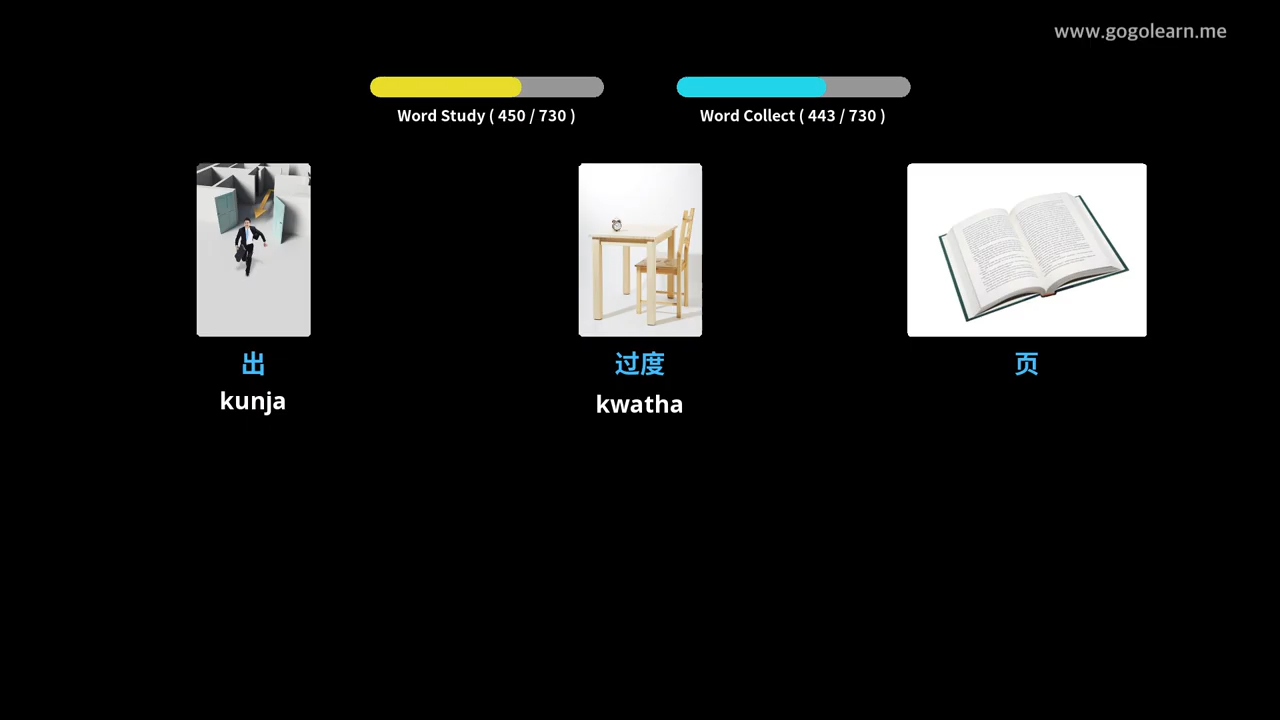 www.gogolearn.me
Word Study ( 450 / 730 )
Word Collect ( 443 / 730 )
出
kunja
过度
kwatha
页